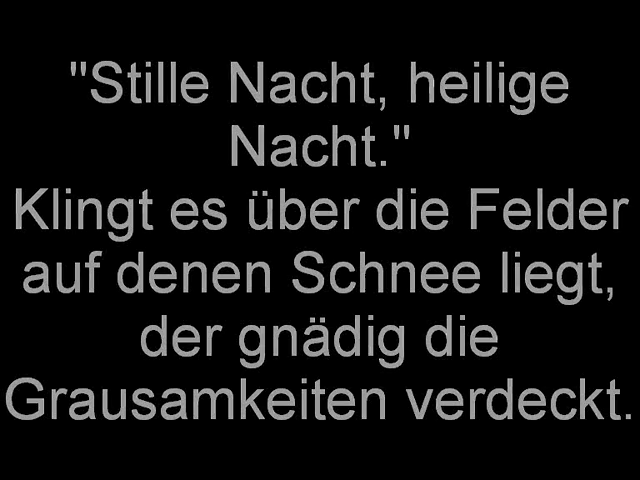 "Stille Nacht, heilige
Nacht."
Klingt es über die Felder
auf denen Schnee liegt,
der gnädig die
Grausamkeiten verdeckt.